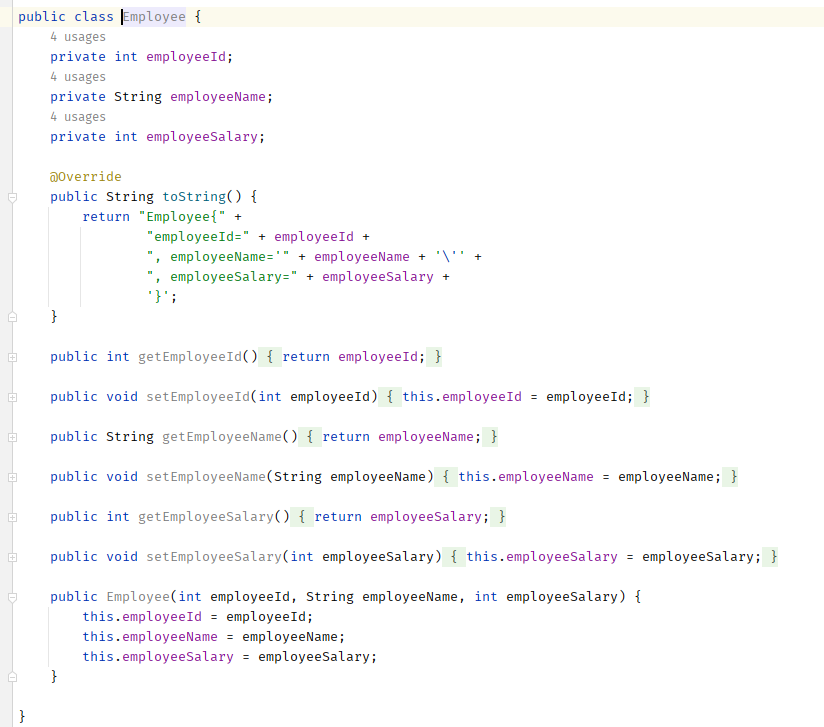 public class Employee {
4 usages
private int employeeId;
4 usages
private String employeeName;
4 usages
private int employeeSalary;
@Override
public String toString() {
return "Employee{" +
"employeeId=" + employeeId +
", employeeName='" + employeeName + '\'' +
", employeeSalary=" + employeeSalary +
'}';
}
public int getEmployeeId() { return employeeId; }
public void setEmployeeId(int employeeId) { this.employeeId = employeeId; }
public String getEmployeeName() { return employeeName; }
public void setEmployeeName(String employeeName) { this.employeeName = employeeName; }
public int getEmployeeSalary() { return employeeSalary; }
public void setEmployeeSalary(int employeeSalary) { this.employeeSalary = employeeSalary; }
public Employee(int employeeId, String employeeName, int employeeSalary) {
this.employeeId = employeeId;
this.employeeName = employeeName;
this.employeeSalary = employeeSalary;
}
}